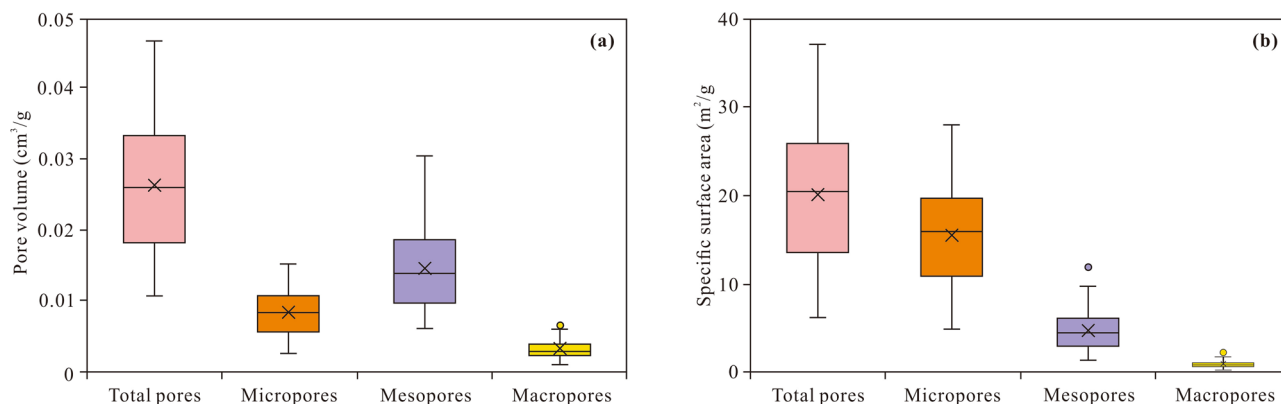 (a)
Pore volume (cm³/g)
0.05
0.04
0.03
0.02
0.01
0
Total pores Micropores Mesopores Macropores
(b)
Specific surface area (m²/g
40
30
20
10
0
Total pores Micropores Mesopores Macropores